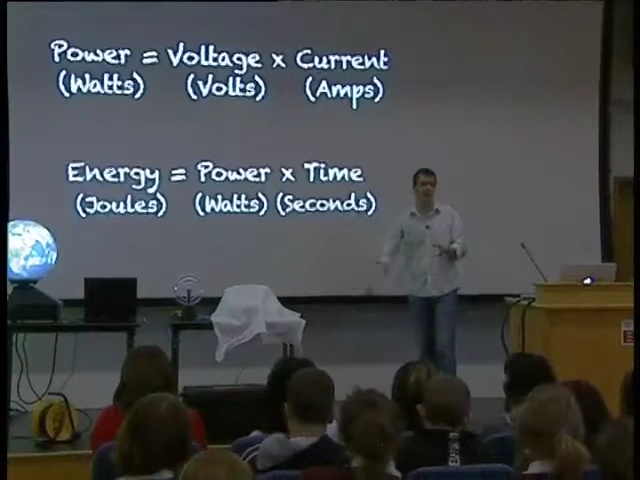 Power = Voltage x Current
(Watts) (Volts) (Amps)
Energy = Power x Time
(Joules) (Watts) (Seconds)